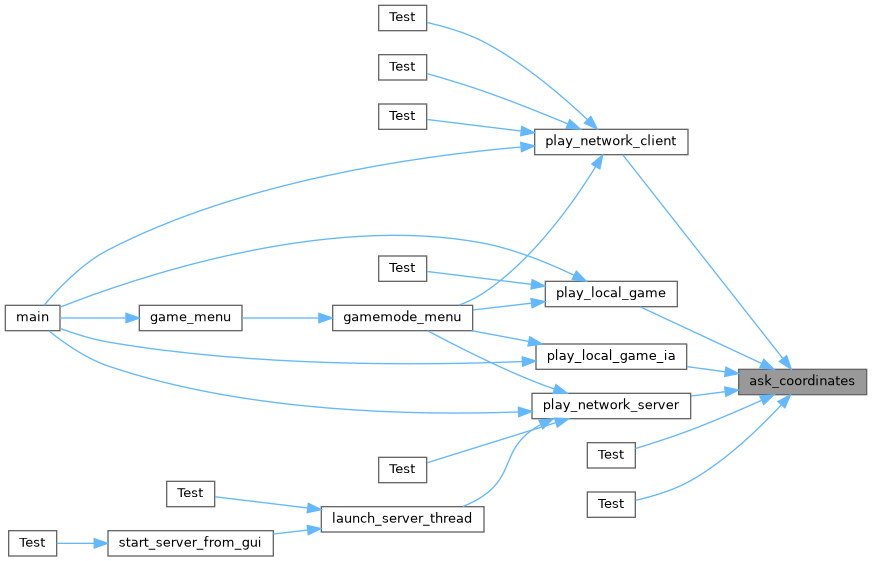 Test
Test
Test
play_network_client
Test
play_local_game
main
game_menu
gamemode_menu
play_local_game_ia
ask_coordinates
play_network_server
Test
Test
Test
Test
launch_server_thread
Test
start_server_from_gui